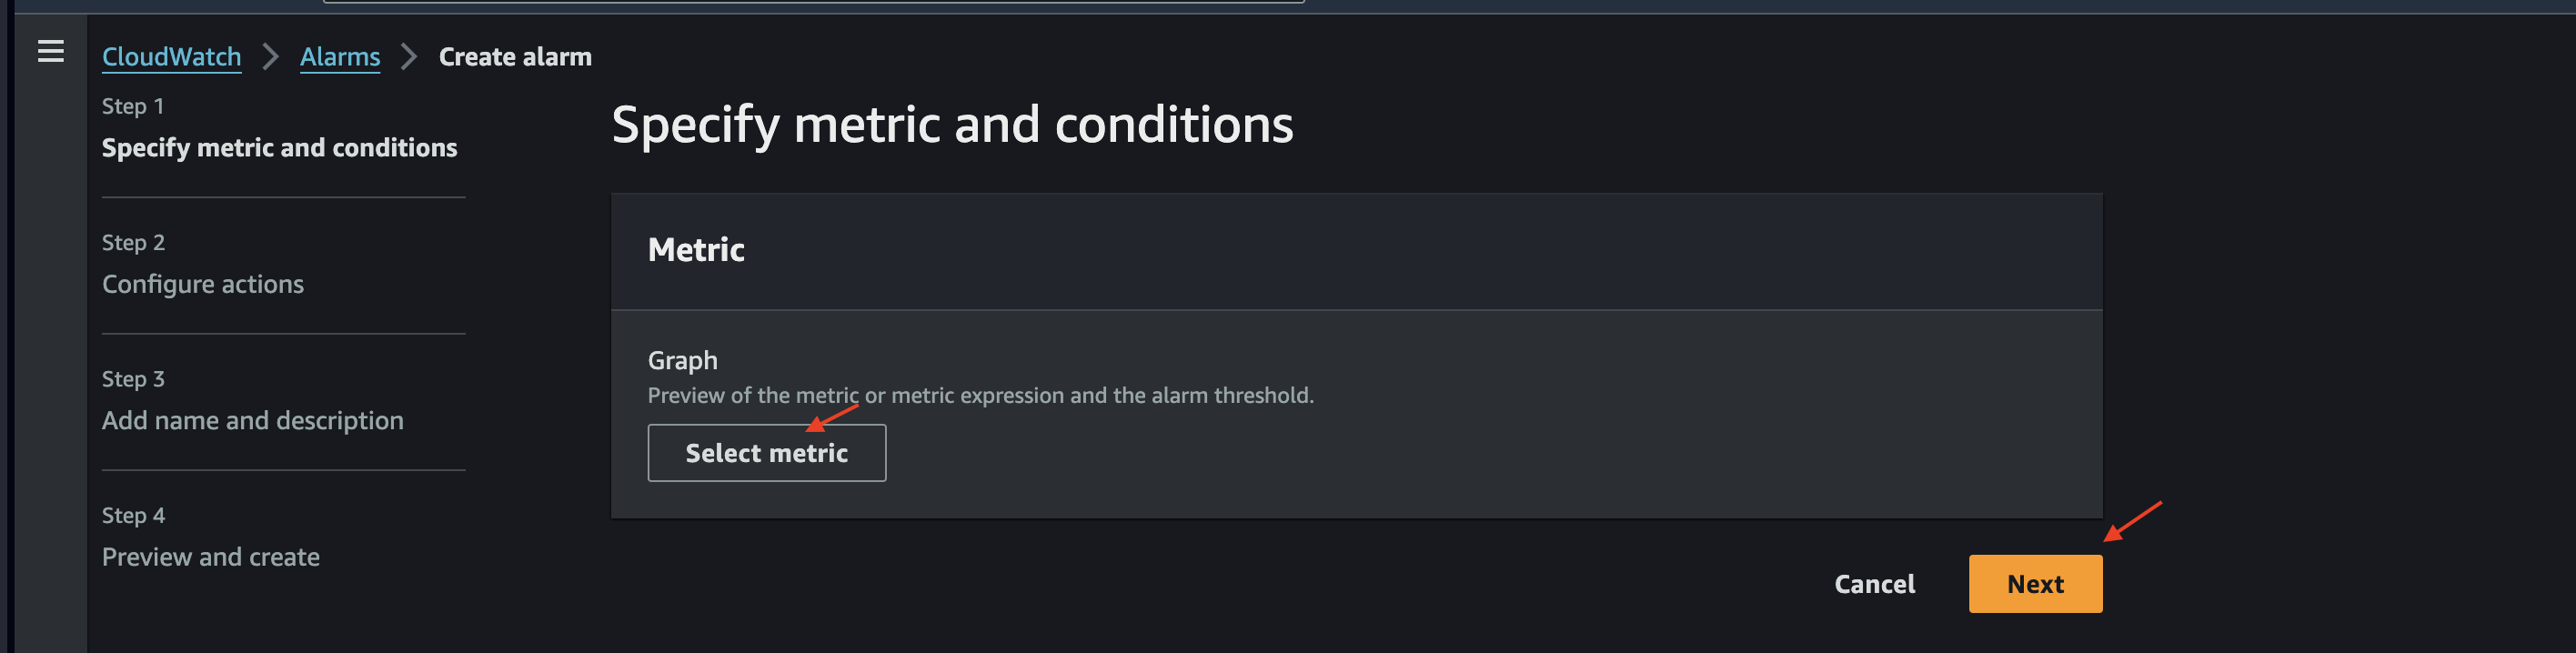 CloudWatch > Alarms > Create alarm
Step 1
Specify metric and conditions
Step 2
Configure actions
Step 3
Add name and description
Step 4
Preview and create
Specify metric and conditions
Metric
Graph
Preview of the metric or metric expression and the alarm threshold.
Select metric
Cancel
Next